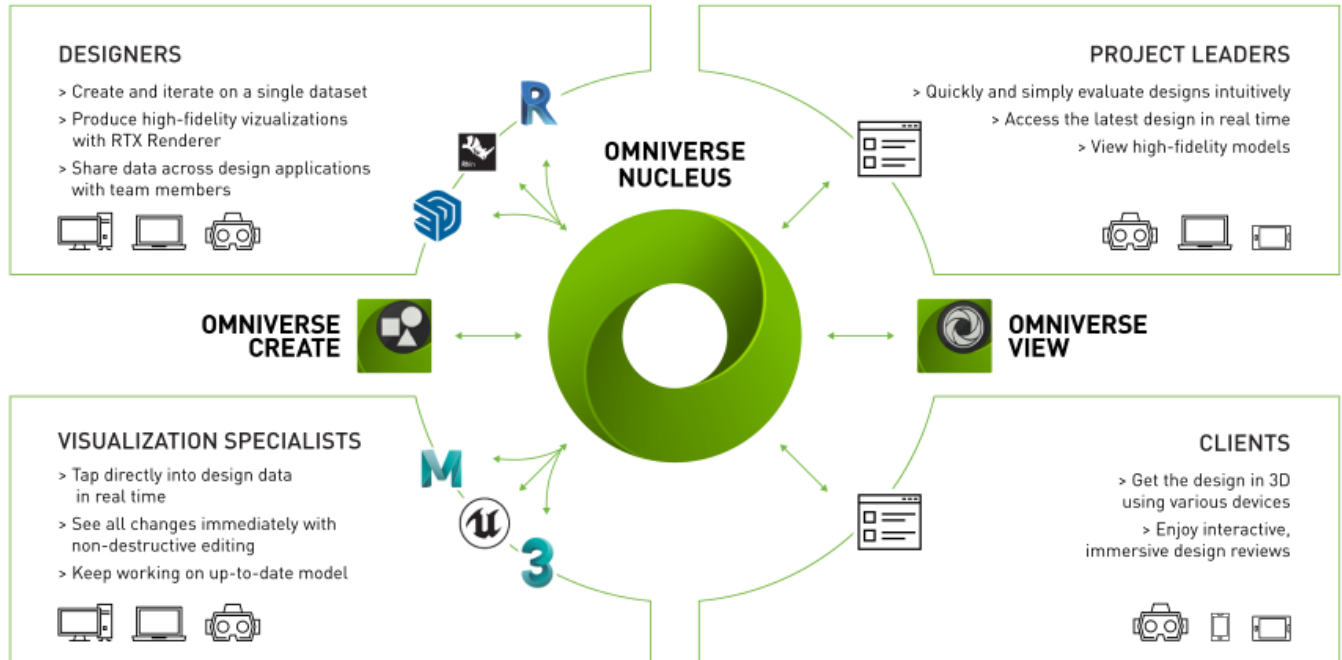 DESIGNERS
> Create and iterate on a single dataset
> Produce high-fidelity vizualizations
with RTX Renderer
> Share data across design applications
with team members
R
Rhin
OMNIVERSE
NUCLEUS
PROJECT LEADERS
> Quickly and simply evaluate designs intuitively
> Access the latest design in real time
> View high-fidelity models
OMNIVERSE
CREATE
OMNIVERSE
VIEW
VISUALIZATION SPECIALISTS
> Tap directly into design data
in real time
> See all changes immediately with
non-destructive editing
> Keep working on up-to-date model
M
U
3
CLIENTS
> Get the design in 3D
using various devices
> Enjoy interactive,
immersive design reviews